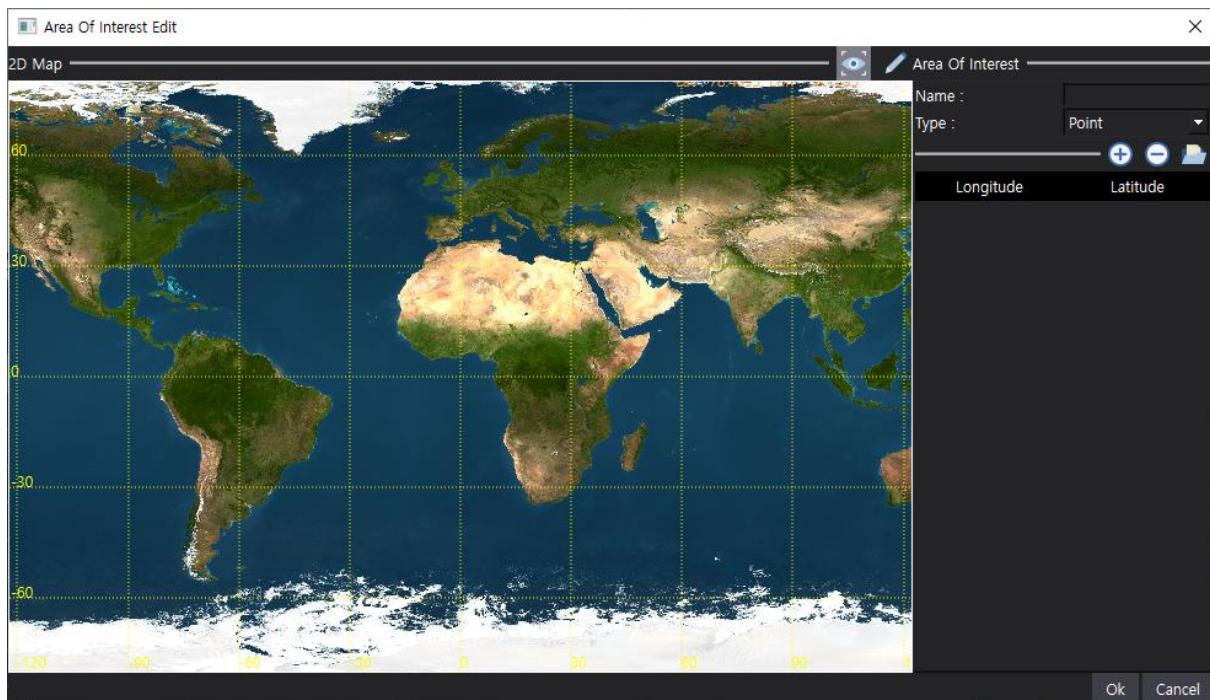 Area Of Interest Edit
2D Map
Area Of Interest
Name :
Type :
Point
Longitude
Latitude
60
30
0
-30
-60
-120
-90
-60
0
30
60
90
Ok
Cancel